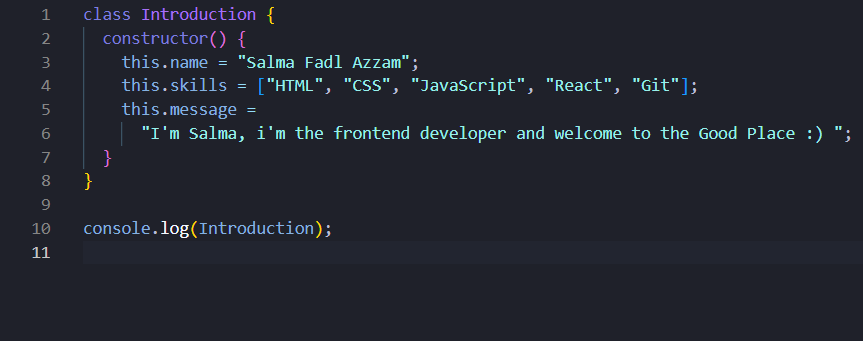 1 class Introduction {
2 constructor() {
3 this.name = "Salma Fadl Azzam";
4 this.skills = ["HTML", "CSS", "JavaScript", "React", "Git"];
5 this.message =
6 "I'm Salma, i'm the frontend developer and welcome to the Good Place :) ";
7 }
8 }
9
10 console.log(Introduction);
11